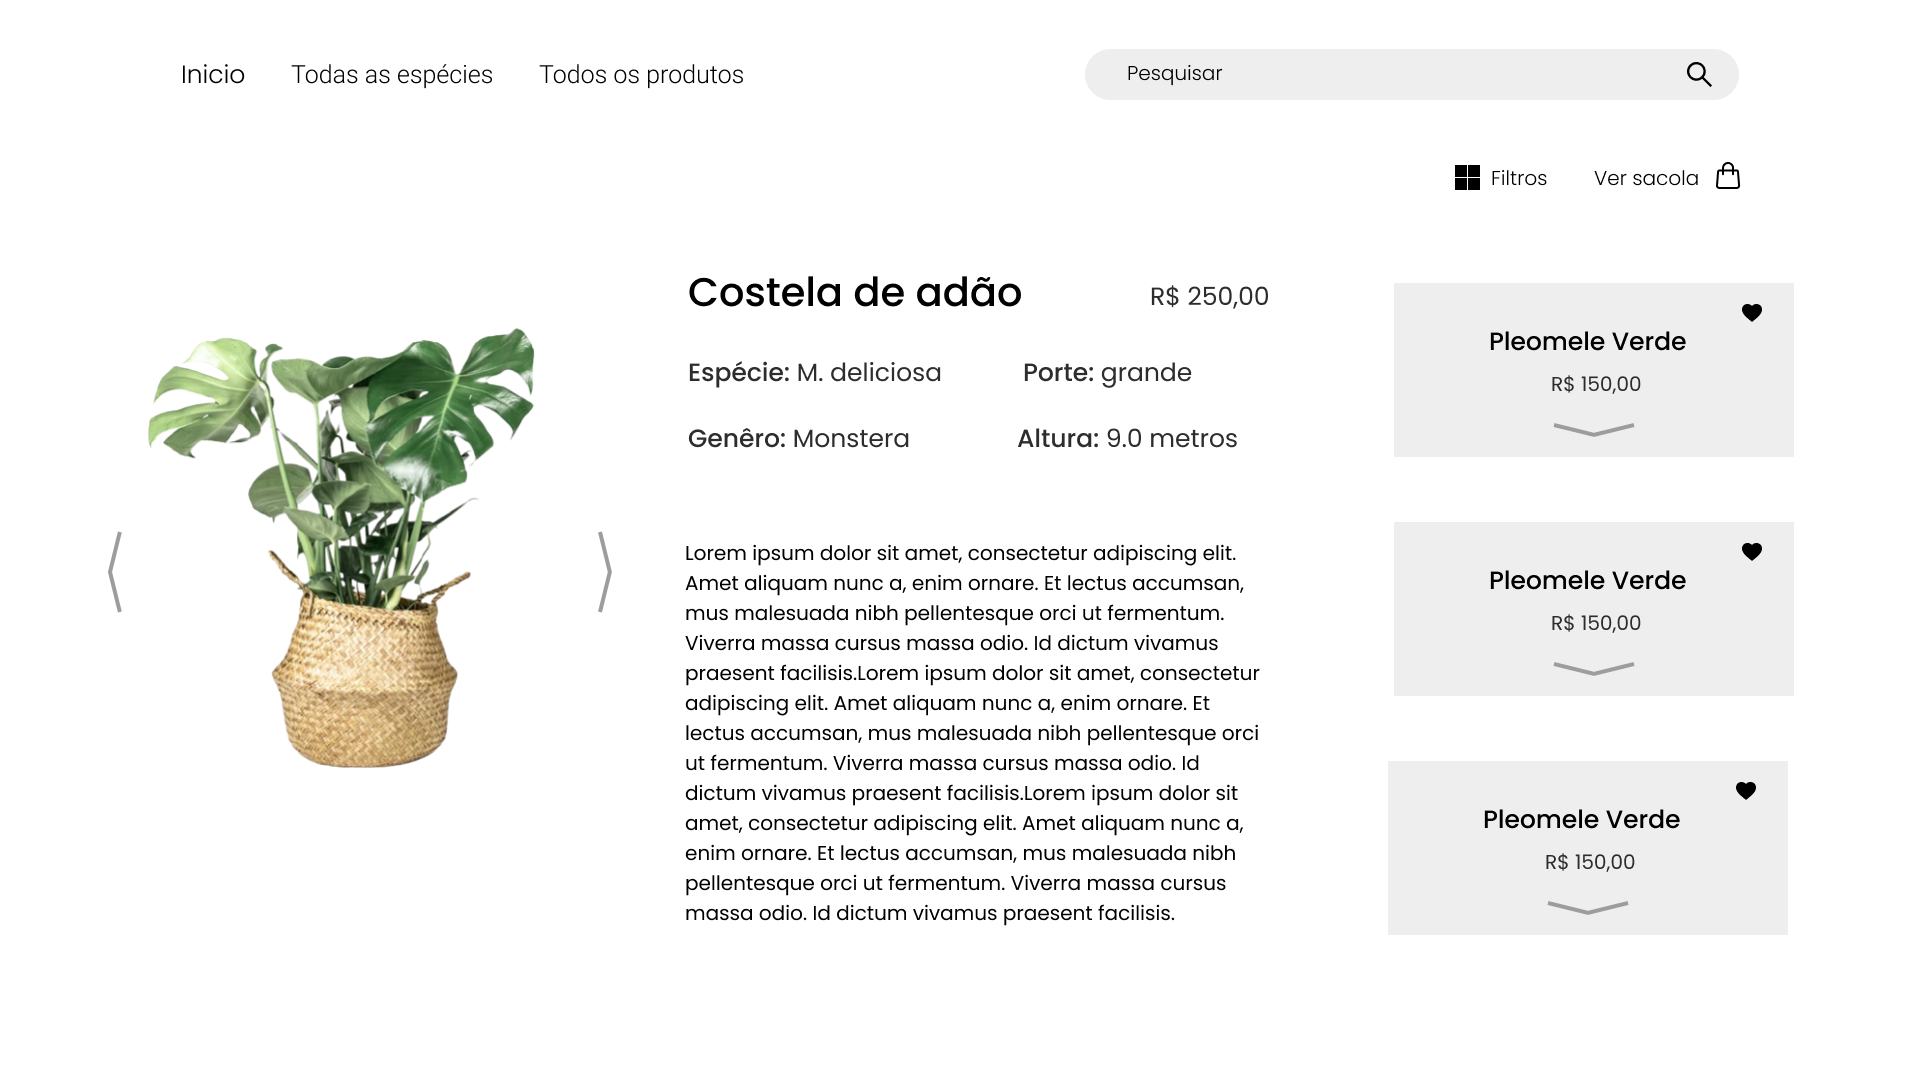 Inicio
Todas as espécies
Todos os produtos
Pesquisar
Filtros
Ver sacola
Costela de adão
R$ 250,00
Espécie: M. deliciosa
Porte: grande
Genêro: Monstera
Altura: 9.0 metros
Lorem ipsum dolor sit amet, consectetur adipiscing elit.
Amet aliquam nunc a, enim ornare. Et lectus accumsan,
mus malesuada nibh pellentesque orci ut fermentum.
Viverra massa cursus massa odio. Id dictum vivamus
praesent facilisis.Lorem ipsum dolor sit amet, consectetur
adipiscing elit. Amet aliquam nunc a, enim ornare. Et
lectus accumsan, mus malesuada nibh pellentesque orci
ut fermentum. Viverra massa cursus massa odio. Id
dictum vivamus praesent facilisis.Lorem ipsum dolor sit
amet, consectetur adipiscing elit. Amet aliquam nunc a,
enim ornare. Et lectus accumsan, mus malesuada nibh
pellentesque orci ut fermentum. Viverra massa cursus
massa odio. Id dictum vivamus praesent facilisis.
Pleomele Verde
R$ 150,00
Pleomele Verde
R$ 150,00
Pleomele Verde
R$ 150,00